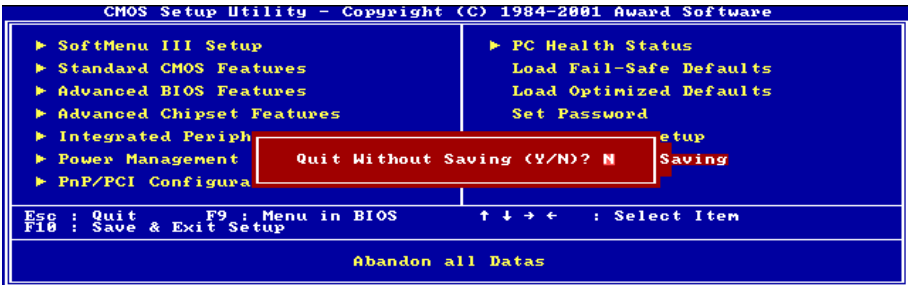 CMOS Setup Utility - Copyright (C) 1984-2001 Award Software
▶ SoftMenu III Setup
▶ Standard CMOS Features
▶ Advanced BIOS Features
▶ Advanced Chipset Features
▶ Integrated Periph
▶ Power Management
▶ PnP/PCI Configura
▶ PC Health Status
Load Fail-Safe Defaults
Load Optimized Defaults
Set Password
etup
Saving
Quit Without Saving (Y/N)? N
Esc : Quit F9 : Menu in BIOS ↑ ↓ → ← : Select Item
F10 : Save & Exit Setup
Abandon all Datas